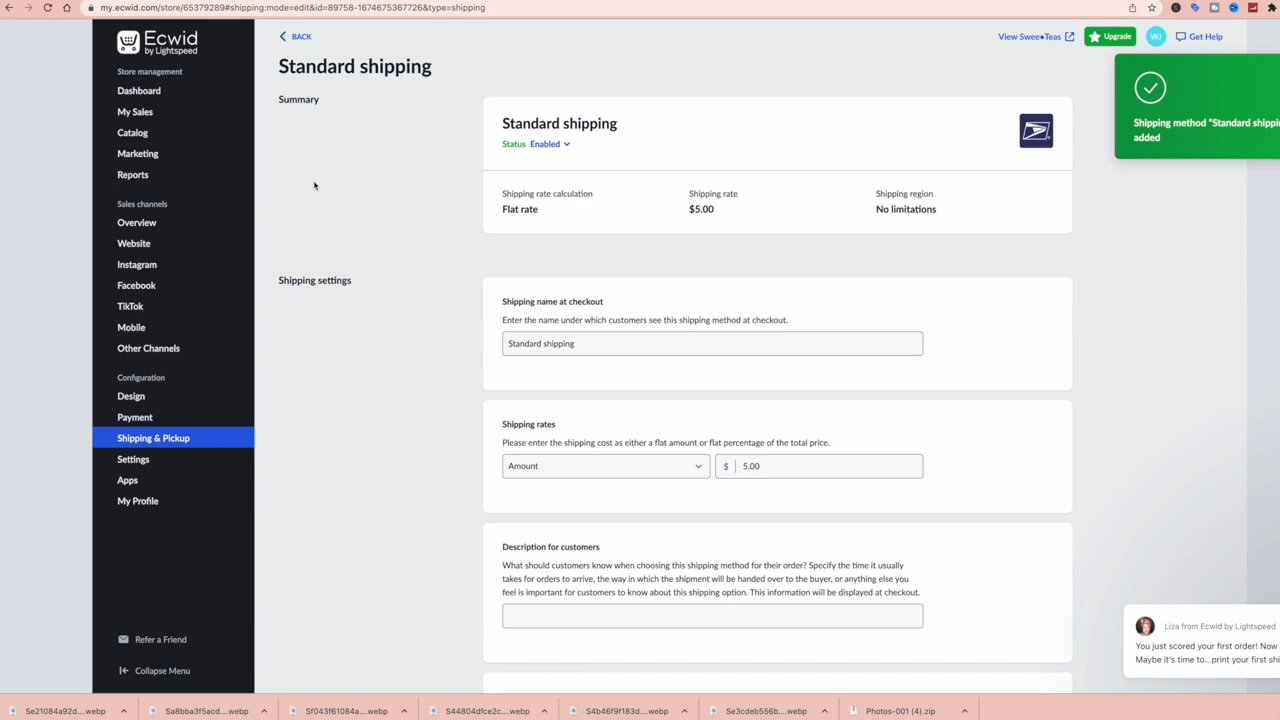 my.ecwid.com/store/65379289#shipping:mode=edit&id=89758-1674675367726&type=shipping
Ecwid
by Lightspeed
BACK
View Swee•Teas
Upgrade
WJ
Get Help
Store management
Dashboard
My Sales
Catalog
Marketing
Reports
Sales channels
Overview
Website
Instagram
Facebook
TikTok
Mobile
Other Channels
Configuration
Design
Payment
Shipping & Pickup
Settings
Apps
My Profile
Refer a Friend
Collapse Menu
Standard shipping
Summary
Standard shipping
Status Enabled
Shipping rate calculation
Flat rate
Shipping rate
$5.00
Shipping region
No limitations
Shipping method "Standard shippi
added
Shipping settings
Shipping name at checkout
Enter the name under which customers see this shipping method at checkout.
Standard shipping
Shipping rates
Please enter the shipping cost as either a flat amount or flat percentage of the total price.
Amount
$ 5.00
Description for customers
What should customers know when choosing this shipping method for their order? Specify the time it usually
takes for orders to arrive, the way in which the shipment will be handed over to the buyer, or anything else you
feel is important for customers to know about this shipping option. This information will be displayed at checkout.
Liza from Ecwid by Lightspeed
You just scored your first order! Now
Maybe it's time to...print your first shi
Se21084a92d....webp
Sa8bba3f5acd....webp
Sf043f61084a....webp
S44804dfce2c....webp
S4b46f9f183d....webp
Se3cdeb556b....webp
Photos-001 (4).zip